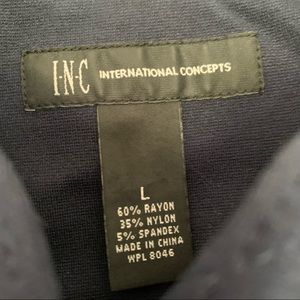 I·N·C INTERNATIONAL CONCEPTS
L
60% RAYON
35% NYLON
5% SPANDEX
MADE IN CHINA
WPL 8046